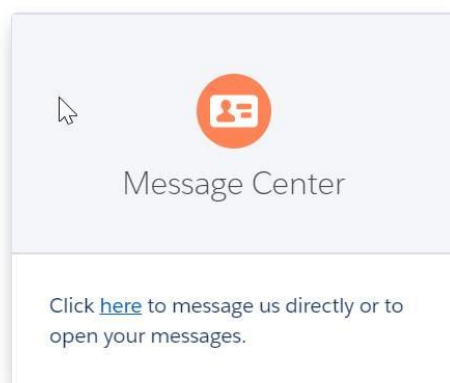 Message Center
Click here to message us directly or to
open your messages.